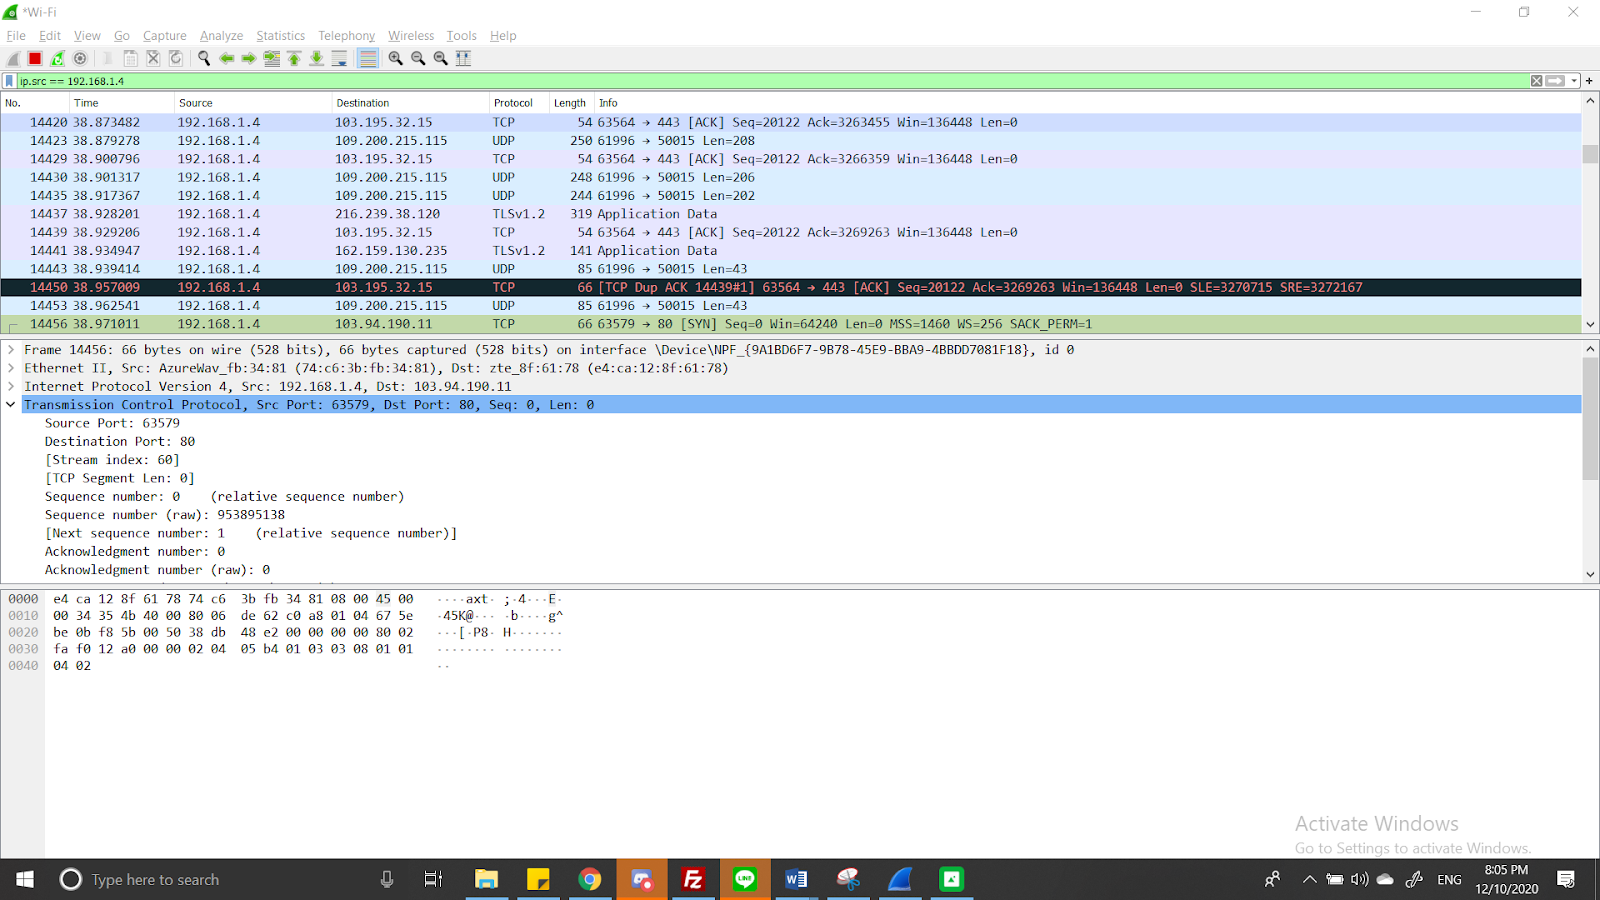 *Wi-Fi
File Edit View Go Capture Analyze Statistics Telephony Wireless Tools Help
ip.src == 192.168.1.4
No. Time Source Destination Protocol Length Info
14420 38.873482 192.168.1.4 103.195.32.15 TCP 54 63564 → 443 [ACK] Seq=20122 Ack=3263455 Win=136448 Len=0
14423 38.879278 192.168.1.4 109.200.215.115 UDP 250 61996 → 50015 Len=208
14429 38.900796 192.168.1.4 103.195.32.15 TCP 54 63564 → 443 [ACK] Seq=20122 Ack=3266359 Win=136448 Len=0
14430 38.901317 192.168.1.4 109.200.215.115 UDP 248 61996 → 50015 Len=206
14435 38.917367 192.168.1.4 109.200.215.115 UDP 244 61996 → 50015 Len=202
14437 38.928201 192.168.1.4 216.239.38.120 TLSv1.2 319 Application Data
14439 38.929206 192.168.1.4 103.195.32.15 TCP 54 63564 → 443 [ACK] Seq=20122 Ack=3269263 Win=136448 Len=0
14441 38.934947 192.168.1.4 162.159.130.235 TLSv1.2 141 Application Data
14443 38.939414 192.168.1.4 109.200.215.115 UDP 85 61996 → 50015 Len=43
14450 38.957009 192.168.1.4 103.195.32.15 TCP 66 [TCP Dup ACK 14439#1] 63564 → 443 [ACK] Seq=20122 Ack=3269263 Win=136448 Len=0 SLE=3270715 SRE=3272167
14453 38.962541 192.168.1.4 109.200.215.115 UDP 85 61996 → 50015 Len=43
14456 38.971011 192.168.1.4 103.94.190.11 TCP 66 63579 → 80 [SYN] Seq=0 Win=64240 Len=0 MSS=1460 WS=256 SACK_PERM=1
Frame 14456: 66 bytes on wire (528 bits), 66 bytes captured (528 bits) on interface \Device\NPF_{9A1BD6F7-9B78-45E9-BBA9-4BBDD7081F18}, id 0
Ethernet II, Src: AzureWav_fb:34:81 (74:c6:3b:fb:34:81), Dst: zte_8f:61:78 (e4:ca:12:8f:61:78)
Internet Protocol Version 4, Src: 192.168.1.4, Dst: 103.94.190.11
Transmission Control Protocol, Src Port: 63579, Dst Port: 80, Seq: 0, Len: 0
Source Port: 63579
Destination Port: 80
[Stream index: 60]
[TCP Segment Len: 0]
Sequence number: 0 (relative sequence number)
Sequence number (raw): 953895138
[Next sequence number: 1 (relative sequence number)]
Acknowledgment number: 0
Acknowledgment number (raw): 0
0000 e4 ca 12 8f 61 78 74 c6 3b fb 34 81 08 00 45 00 ····axt· ;·4···E·
0010 00 34 35 4b 40 00 80 06 de 62 c0 a8 01 04 67 5e ·45K@··· ·b····g^
0020 be 0b f8 5b 00 50 38 db 48 e2 00 00 00 00 80 02 ···[·P8· H·······
0030 fa f0 12 a0 00 00 02 04 05 b4 01 03 03 08 01 01 ········ ········
0040 04 02 ··
Activate Windows
Go to Settings to activate Windows.
Type here to search
LINE
ENG
8:05 PM
12/10/2020